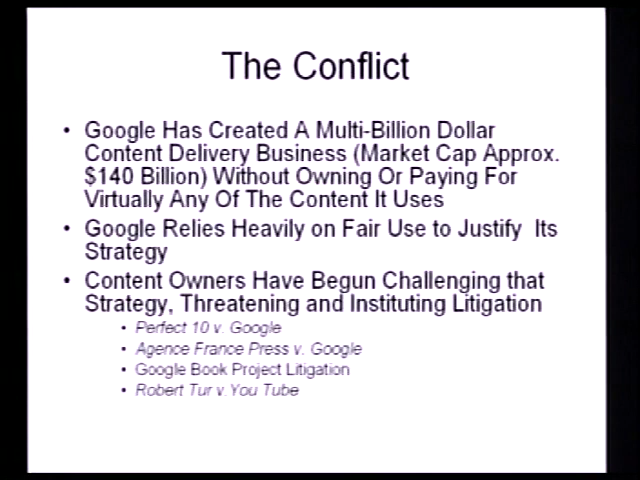 The Conflict
• Google Has Created A Multi-Billion Dollar
Content Delivery Business (Market Cap Approx.
$140 Billion) Without Owning Or Paying For
Virtually Any Of The Content It Uses
• Google Relies Heavily on Fair Use to Justify Its
Strategy
• Content Owners Have Begun Challenging that
Strategy, Threatening and Instituting Litigation
• Perfect 10 v. Google
• Agence France Press v. Google
• Google Book Project Litigation
• Robert Tur v. You Tube